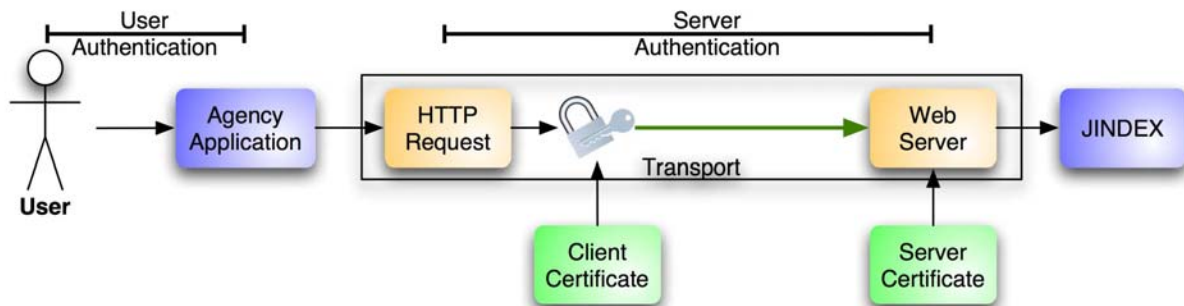 User
Authentication
Server
Authentication
Agency
Application
HTTP
Request
Web
Server
JINDEX
Transport
User
Client
Certificate
Server
Certificate